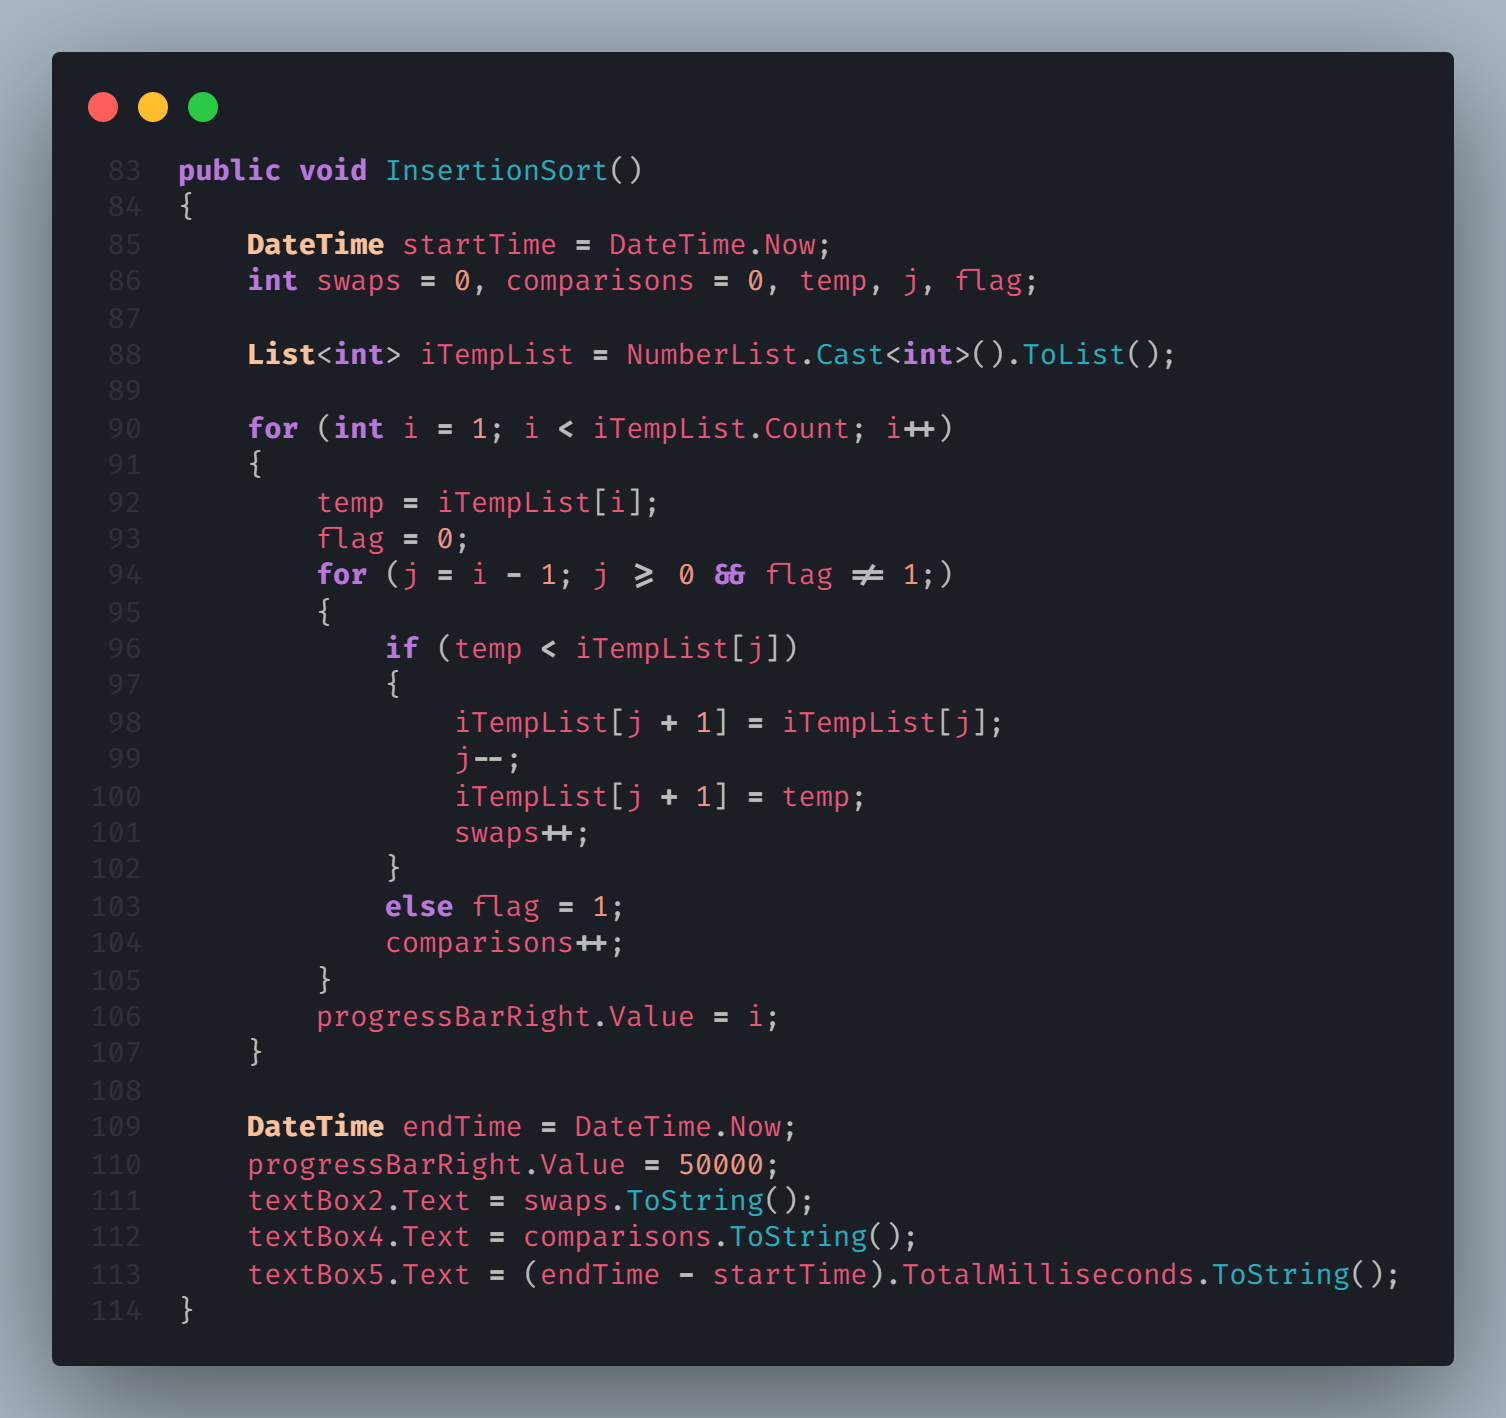 83 public void InsertionSort()
84 {
85     DateTime startTime = DateTime.Now;
86     int swaps = 0, comparisons = 0, temp, j, flag;
87
88     List<int> iTempList = NumberList.Cast<int>().ToList();
89
90     for (int i = 1; i < iTempList.Count; i++)
91     {
92         temp = iTempList[i];
93         flag = 0;
94         for (j = i - 1; j >= 0 && flag != 1;)
95         {
96             if (temp < iTempList[j])
97             {
98                 iTempList[j + 1] = iTempList[j];
99                 j--;
100                 iTempList[j + 1] = temp;
101                 swaps++;
102             }
103             else flag = 1;
104             comparisons++;
105         }
106         progressBarRight.Value = i;
107     }
108
109     DateTime endTime = DateTime.Now;
110     progressBarRight.Value = 50000;
111     textBox2.Text = swaps.ToString();
112     textBox4.Text = comparisons.ToString();
113     textBox5.Text = (endTime - startTime).TotalMilliseconds.ToString();
114 }